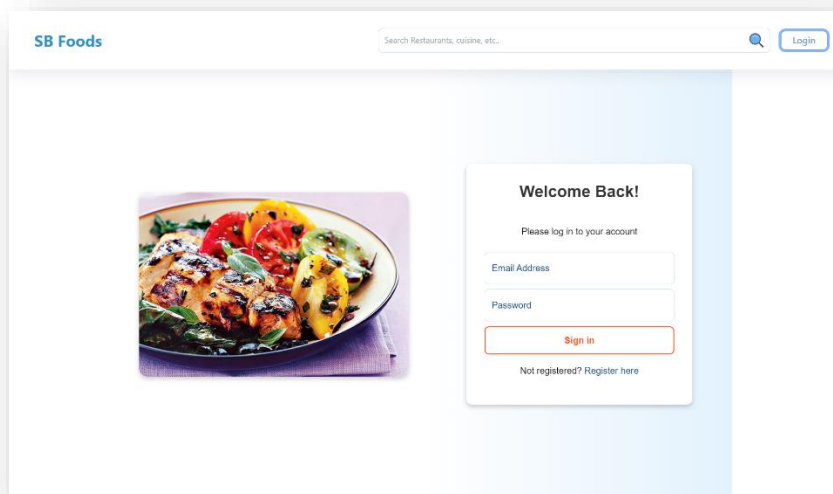 SB Foods
Search Restaurants, cuisine, etc..
Login
Welcome Back!
Please log in to your account
Email Address
Password
Sign in
Not registered? Register here